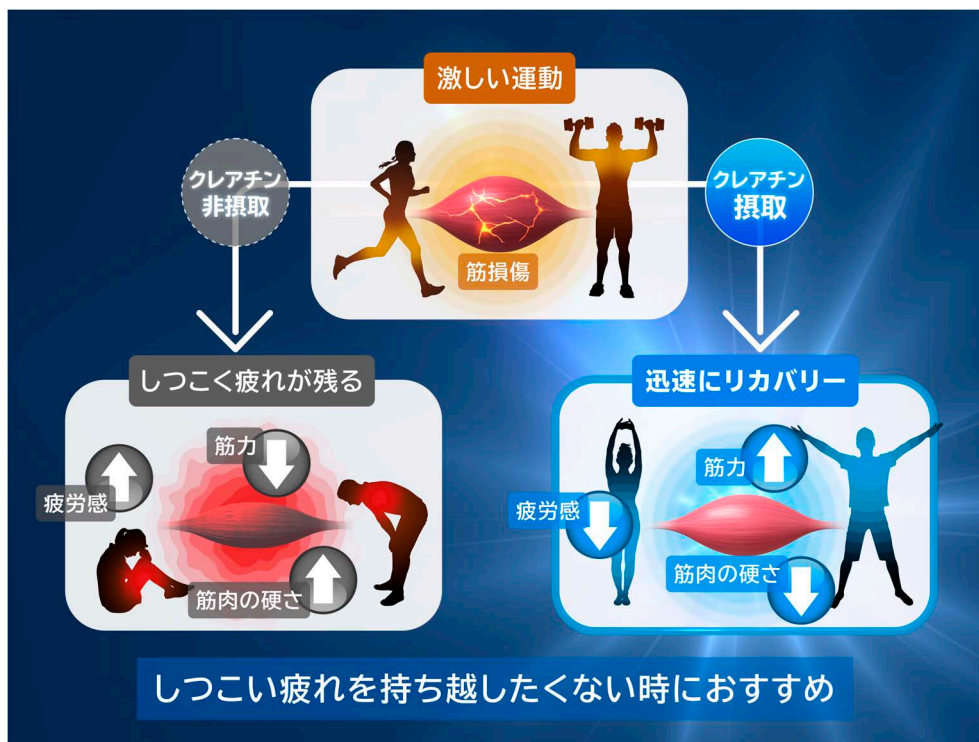 激しい運動
クレアチン
非摂取
クレアチン
摂取
筋損傷
しつこく疲れが残る
筋力
疲労感
筋肉の硬さ
迅速にリカバリー
筋力
疲労感
筋肉の硬さ
しつこい疲れを持ち越したくない時におすすめ